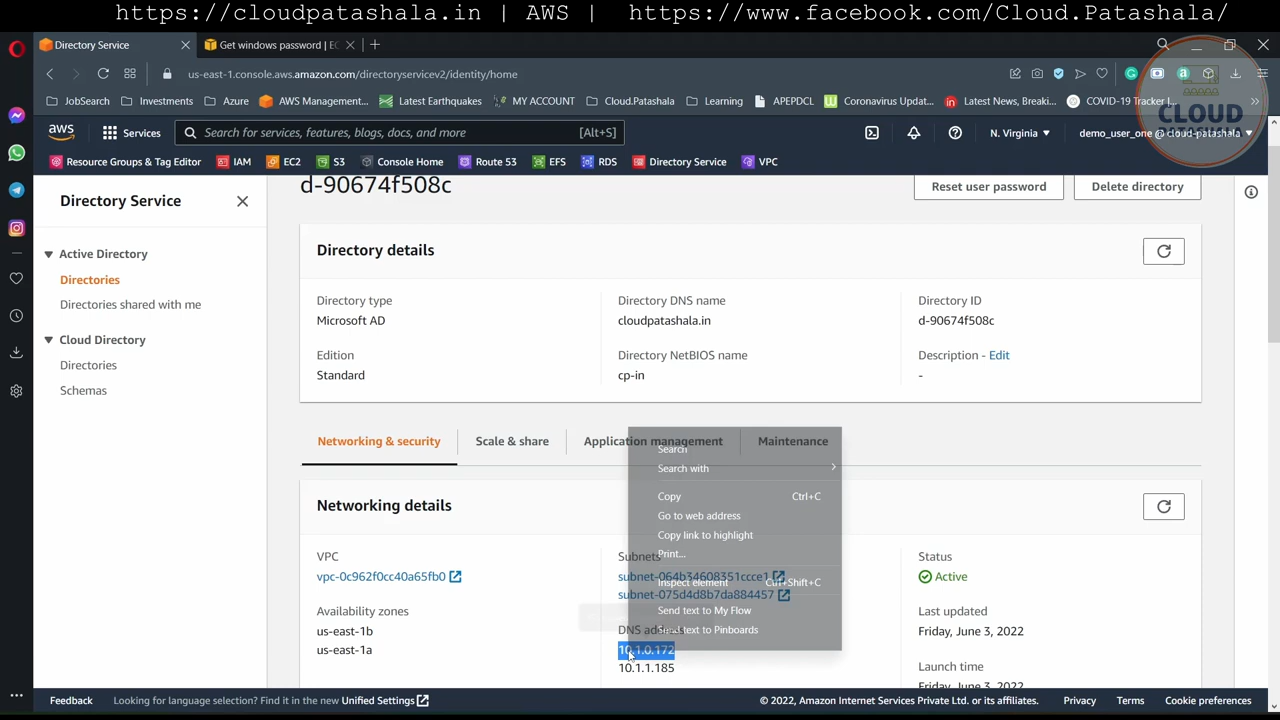 https://cloudpatashala.in | AWS | https://www.facebook.com/Cloud.Patashala/
Directory Service
Get windows password | EC
us-east-1.console.aws.amazon.com/directoryservicev2/identity/home
JobSearch Investments Azure AWS Management... Latest Earthquakes MY ACCOUNT Cloud.Patashala Learning APEPDCL Coronavirus Updat... Latest News, Breaki... COVID-19 Tracker |
CLOUD
PATASHALA
aws Services Search for services, features, blogs, docs, and more [Alt+S] N. Virginia demo_user_one @ cloud-patashala
Resource Groups & Tag Editor IAM EC2 S3 Console Home Route 53 EFS RDS Directory Service VPC
Directory Service
Active Directory
Directories
Directories shared with me
Cloud Directory
Directories
Schemas
d-90674f508c
Reset user password Delete directory
Directory details
Directory type Directory DNS name Directory ID
Microsoft AD cloudpatashala.in d-90674f508c
Edition Directory NetBIOS name Description - Edit
Standard cp-in -
Networking & security Scale & share Application management Maintenance
Networking details
VPC Subnets Status
vpc-0c962f0cc40a65fb0 subnet-064b34608351ccce1 Active
subnet-075d4d8b7da884457
Availability zones DNS address Last updated
us-east-1b 10.1.0.172 Friday, June 3, 2022
us-east-1a 10.1.1.185 Launch time
Friday, June 3, 2022
Search
Search with
Copy Ctrl+C
Go to web address
Copy link to highlight
Print...
Inspect element Ctrl+Shift+C
Send text to My Flow
Send text to Pinboards
Feedback Looking for language selection? Find it in the new Unified Settings © 2022, Amazon Internet Services Private Ltd. or its affiliates. Privacy Terms Cookie preferences